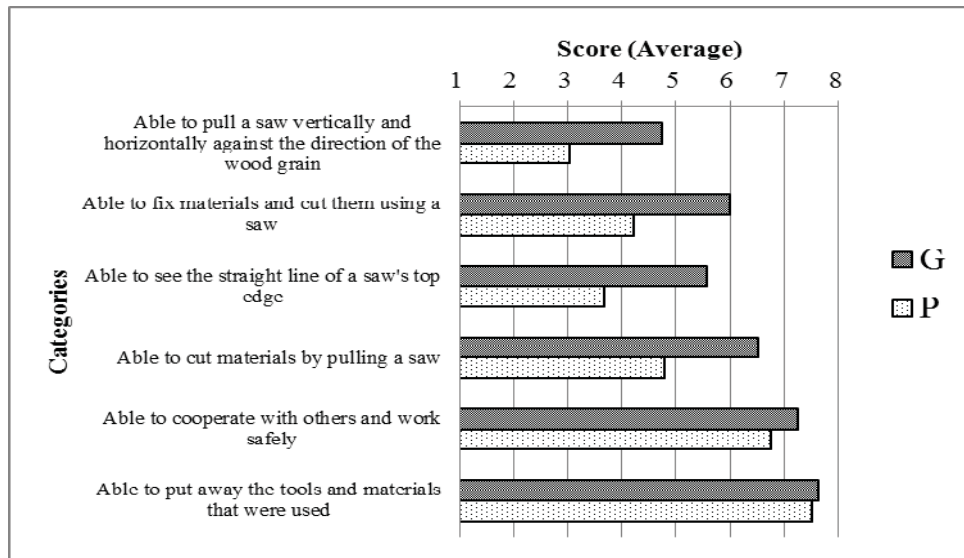 Score (Average)
1 2 3 4 5 6 7 8
Able to pull a saw vertically and
horizontally against the direction of the
wood grain
Able to fix materials and cut them using a
saw
Able to see the straight line of a saw's top
edge
Able to cut materials by pulling a saw
Able to cooperate with others and work
safely
Able to put away the tools and materials
that were used
Categories
G
P